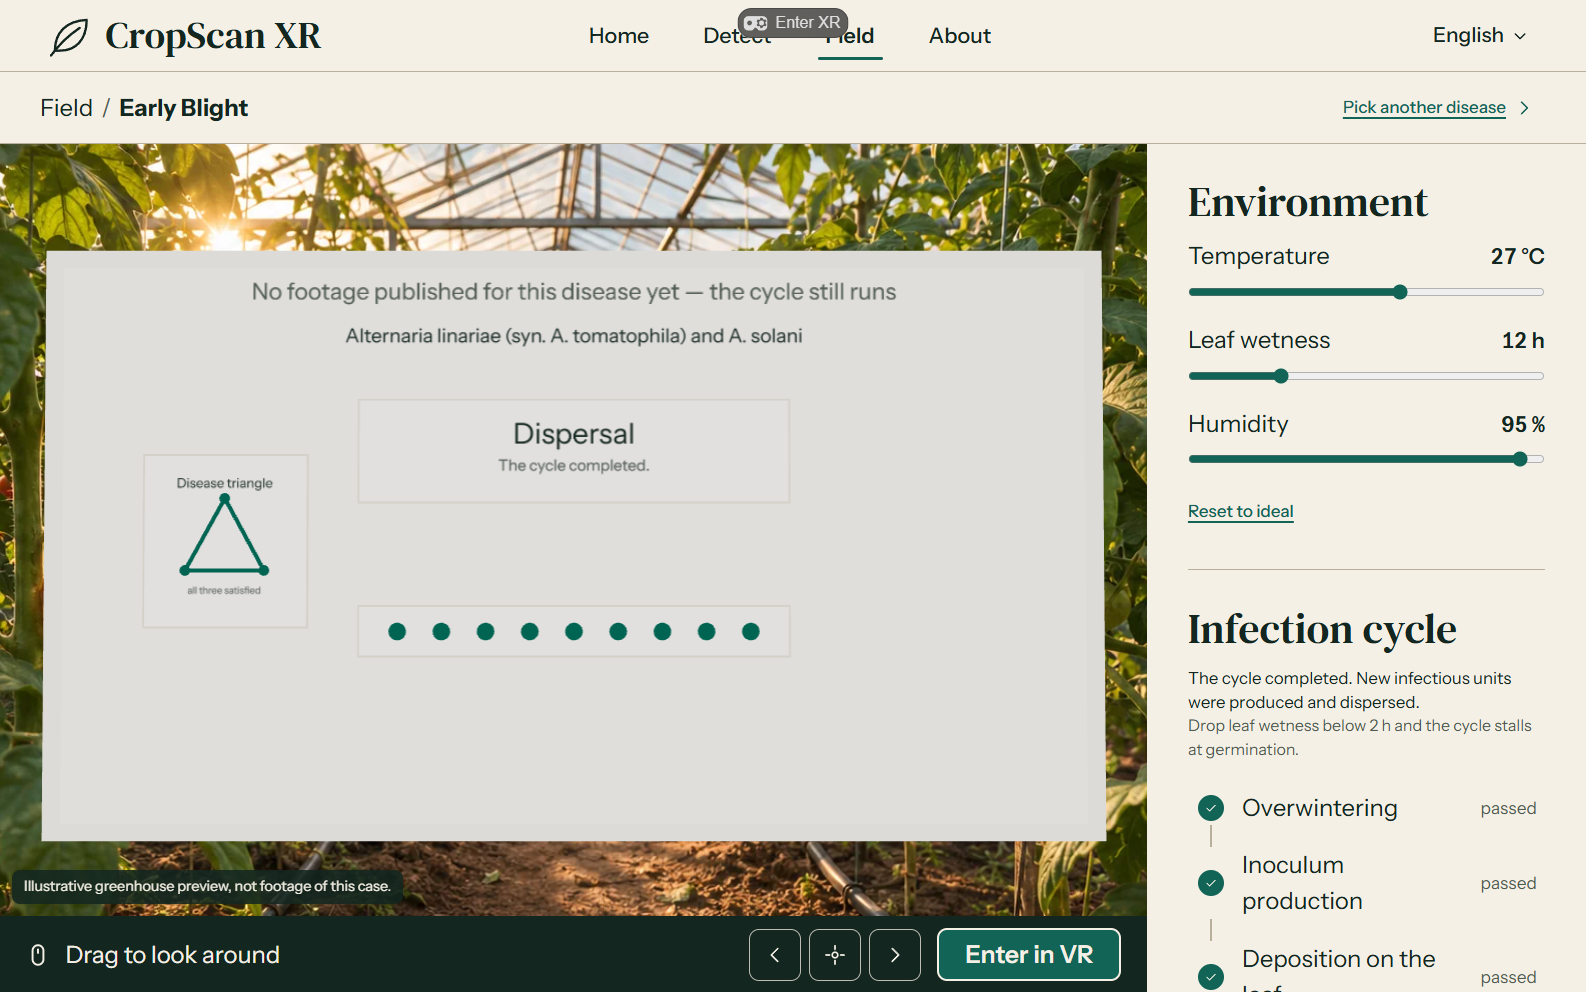 CropScan XR
Home
Detect
Field
About
Enter XR
English
Field / Early Blight
Pick another disease
No footage published for this disease yet — the cycle still runs
Alternaria linariae (syn. A. tomatophila) and A. solani
Dispersal
The cycle completed.
Disease triangle
all three satisfied
Illustrative greenhouse preview, not footage of this case.
Drag to look around
Enter in VR
Environment
Temperature 27 °C
Leaf wetness 12 h
Humidity 95 %
Reset to ideal
Infection cycle
The cycle completed. New infectious units
were produced and dispersed.
Drop leaf wetness below 2 h and the cycle stalls
at germination.
Overwintering passed
Inoculum
production passed
Deposition on the
leaf passed